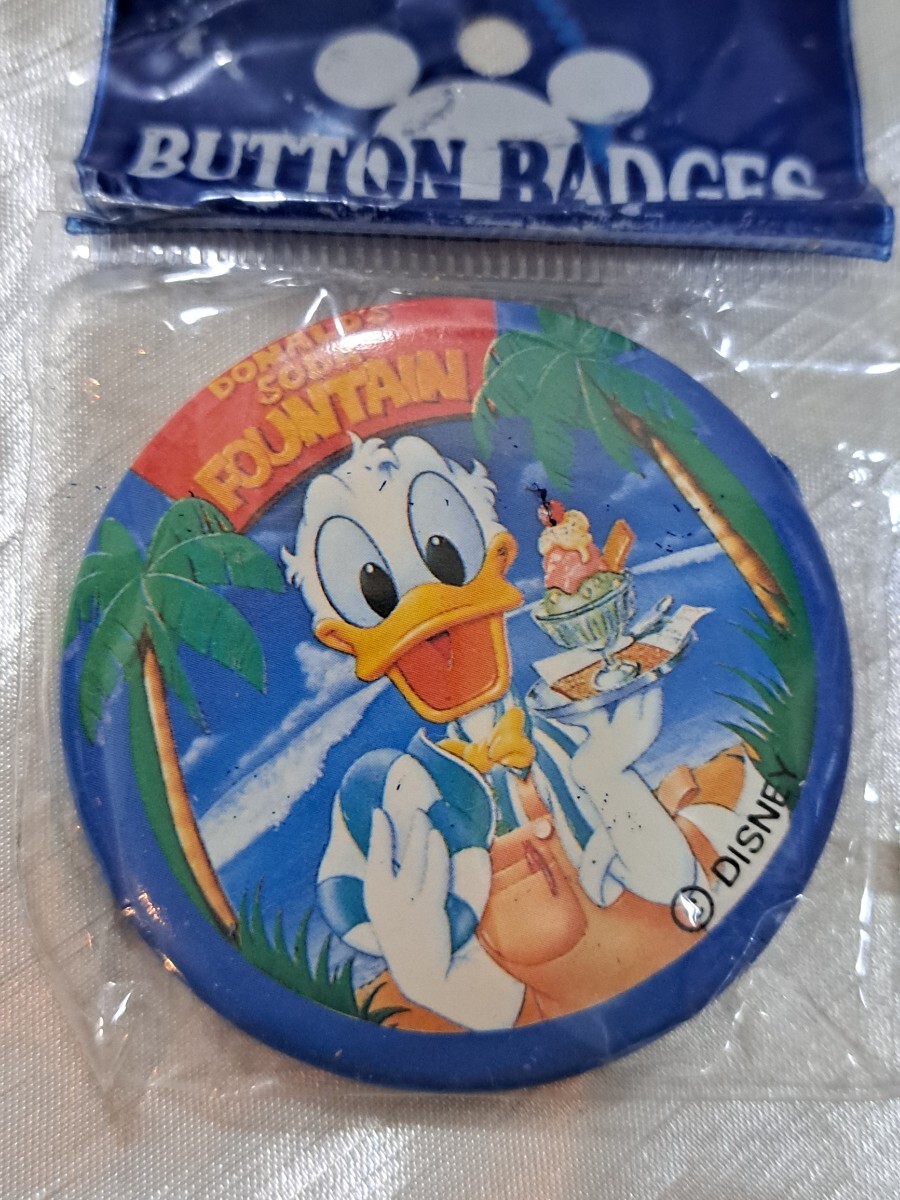 BUTTON BADGES
DONALD'S
SODA
FOUNTAIN
© DISNEY